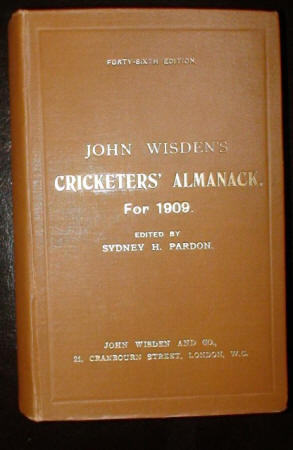 FORTY-SIXTH EDITION.
JOHN WISDEN'S
CRICKETERS' ALMANACK.
For 1909.
EDITED BY
SYDNEY H. PARDON.
JOHN WISDEN AND CO.,
21, CRANBOURN STREET, LONDON, W.C.